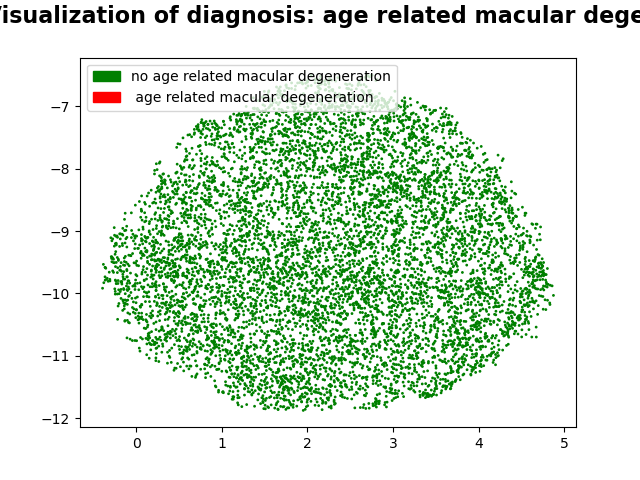 isualization of diagnosis: age related macular dege
no age related macular degeneration
age related macular degeneration
−7
−8
−9
−10
−11
−12
0 1 2 3 4 5